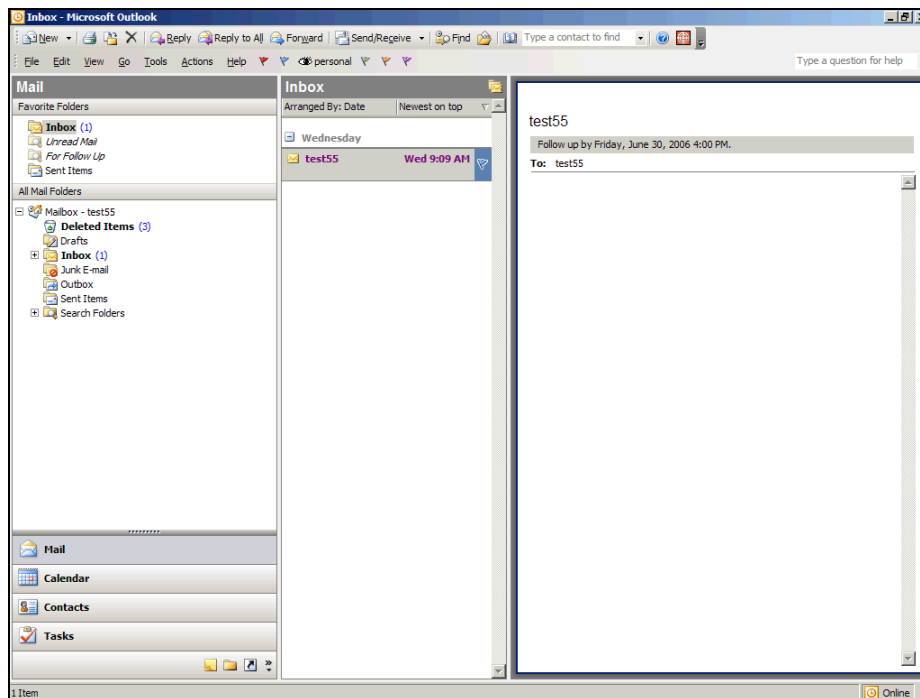 Inbox - Microsoft Outlook
New Reply Reply to All Forward Send/Receive Find Type a contact to find
File Edit View Go Tools Actions Help personal Type a question for help
Mail
Favorite Folders
Inbox (1)
Unread Mail
For Follow Up
Sent Items
All Mail Folders
Mailbox - test55
Deleted Items (3)
Drafts
Inbox (1)
Junk E-mail
Outbox
Sent Items
Search Folders
Mail
Calendar
Contacts
Tasks
Inbox
Arranged By: Date Newest on top
Wednesday
test55 Wed 9:09 AM
test55
Follow up by Friday, June 30, 2006 4:00 PM.
To: test55
1 Item Online